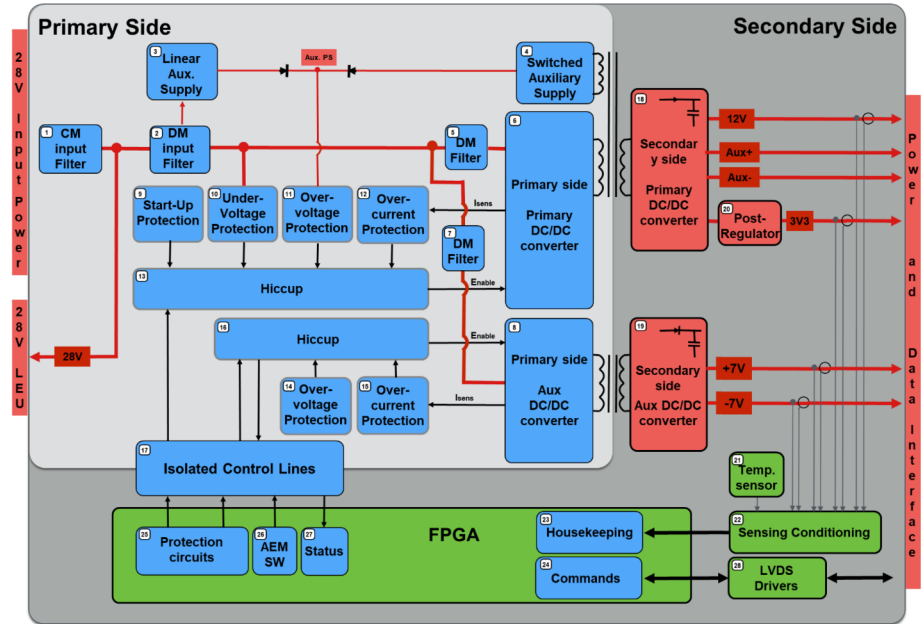 Primary Side
Secondary Side
28V Input Power
28V LEU
Power and Data Interface
1
CM
input
Filter
2
DM
input
Filter
3
Linear
Aux.
Supply
Aux. PS
4
Switched
Auxiliary
Supply
5
DM
Filter
6
Primary side
Primary
DC/DC
converter
7
DM
Filter
8
Primary side
Aux
DC/DC
converter
9
Start-Up
Protection
10
Under-
Voltage
Protection
11
Over-
voltage
Protection
12
Over-
current
Protection
Isens
13
Hiccup
Enable
14
Over-
voltage
Protection
15
Over-
current
Protection
Isens
16
Hiccup
Enable
28V
17
Isolated Control Lines
18
Secondar
y side
Primary
DC/DC
converter
12V
Aux+
Aux-
20
Post-
Regulator
3V3
19
Secondary
side
Aux DC/DC
converter
+7V
-7V
21
Temp.
sensor
22
Sensing Conditioning
FPGA
23
Housekeeping
24
Commands
25
Protection
circuits
26
AEM
SW
27
Status
28
LVDS
Drivers